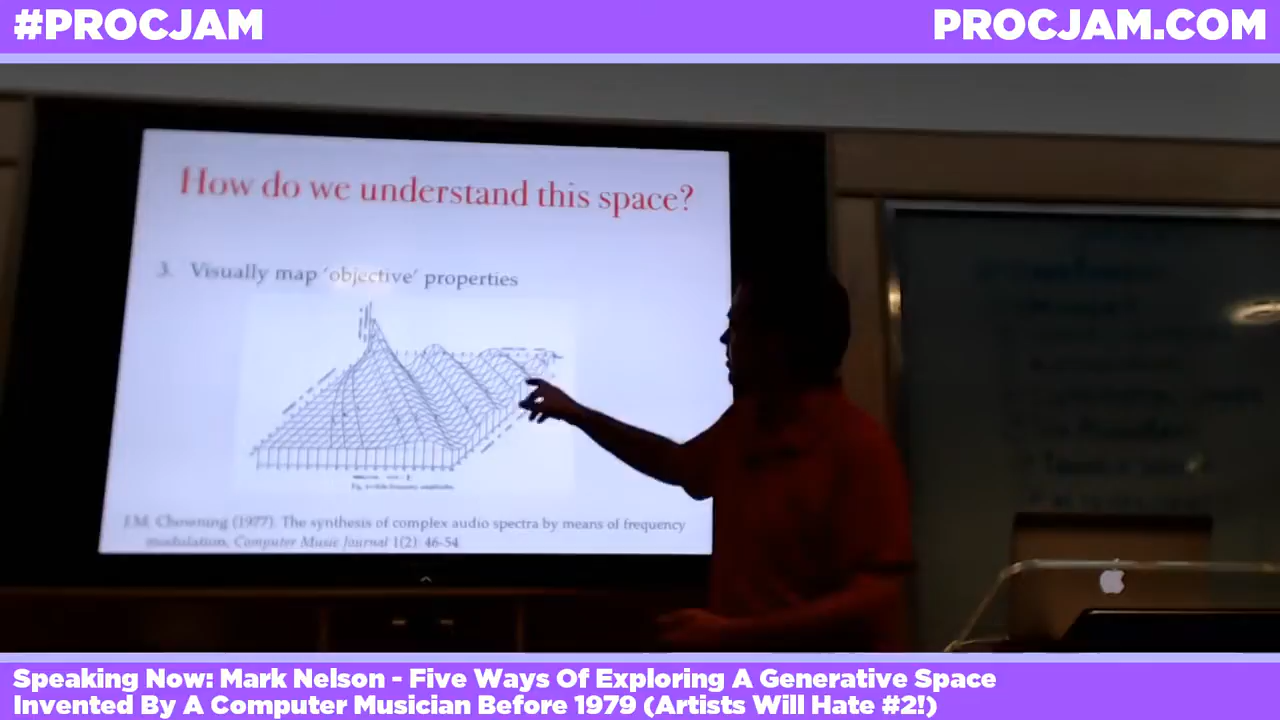 #PROCJAM
PROCJAM.COM
How do we understand this space?
3. Visually map 'objective' properties
J.M. Chowning (1977). The synthesis of complex audio spectra by means of frequency
modulation, Computer Music Journal 1(2): 46-54
Speaking Now: Mark Nelson - Five Ways Of Exploring A Generative Space
Invented By A Computer Musician Before 1979 (Artists Will Hate #2!)